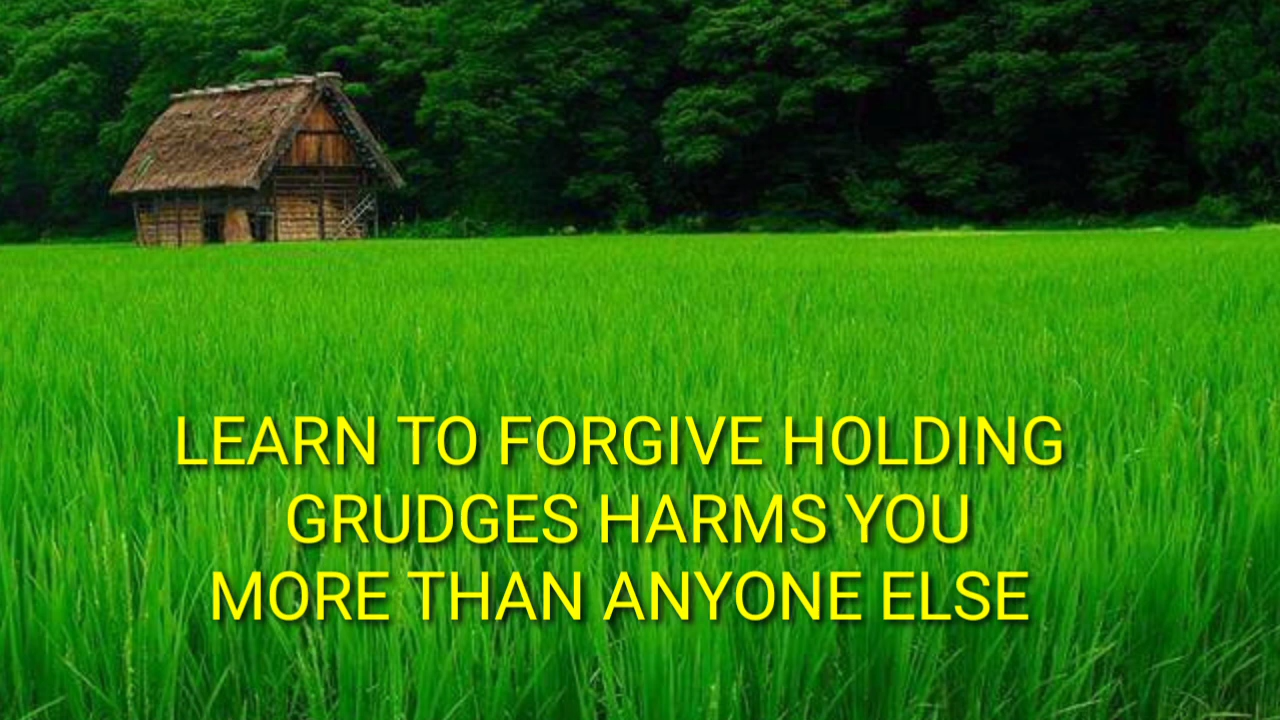 LEARN TO FORGIVE HOLDING
GRUDGES HARMS YOU
MORE THAN ANYONE ELSE